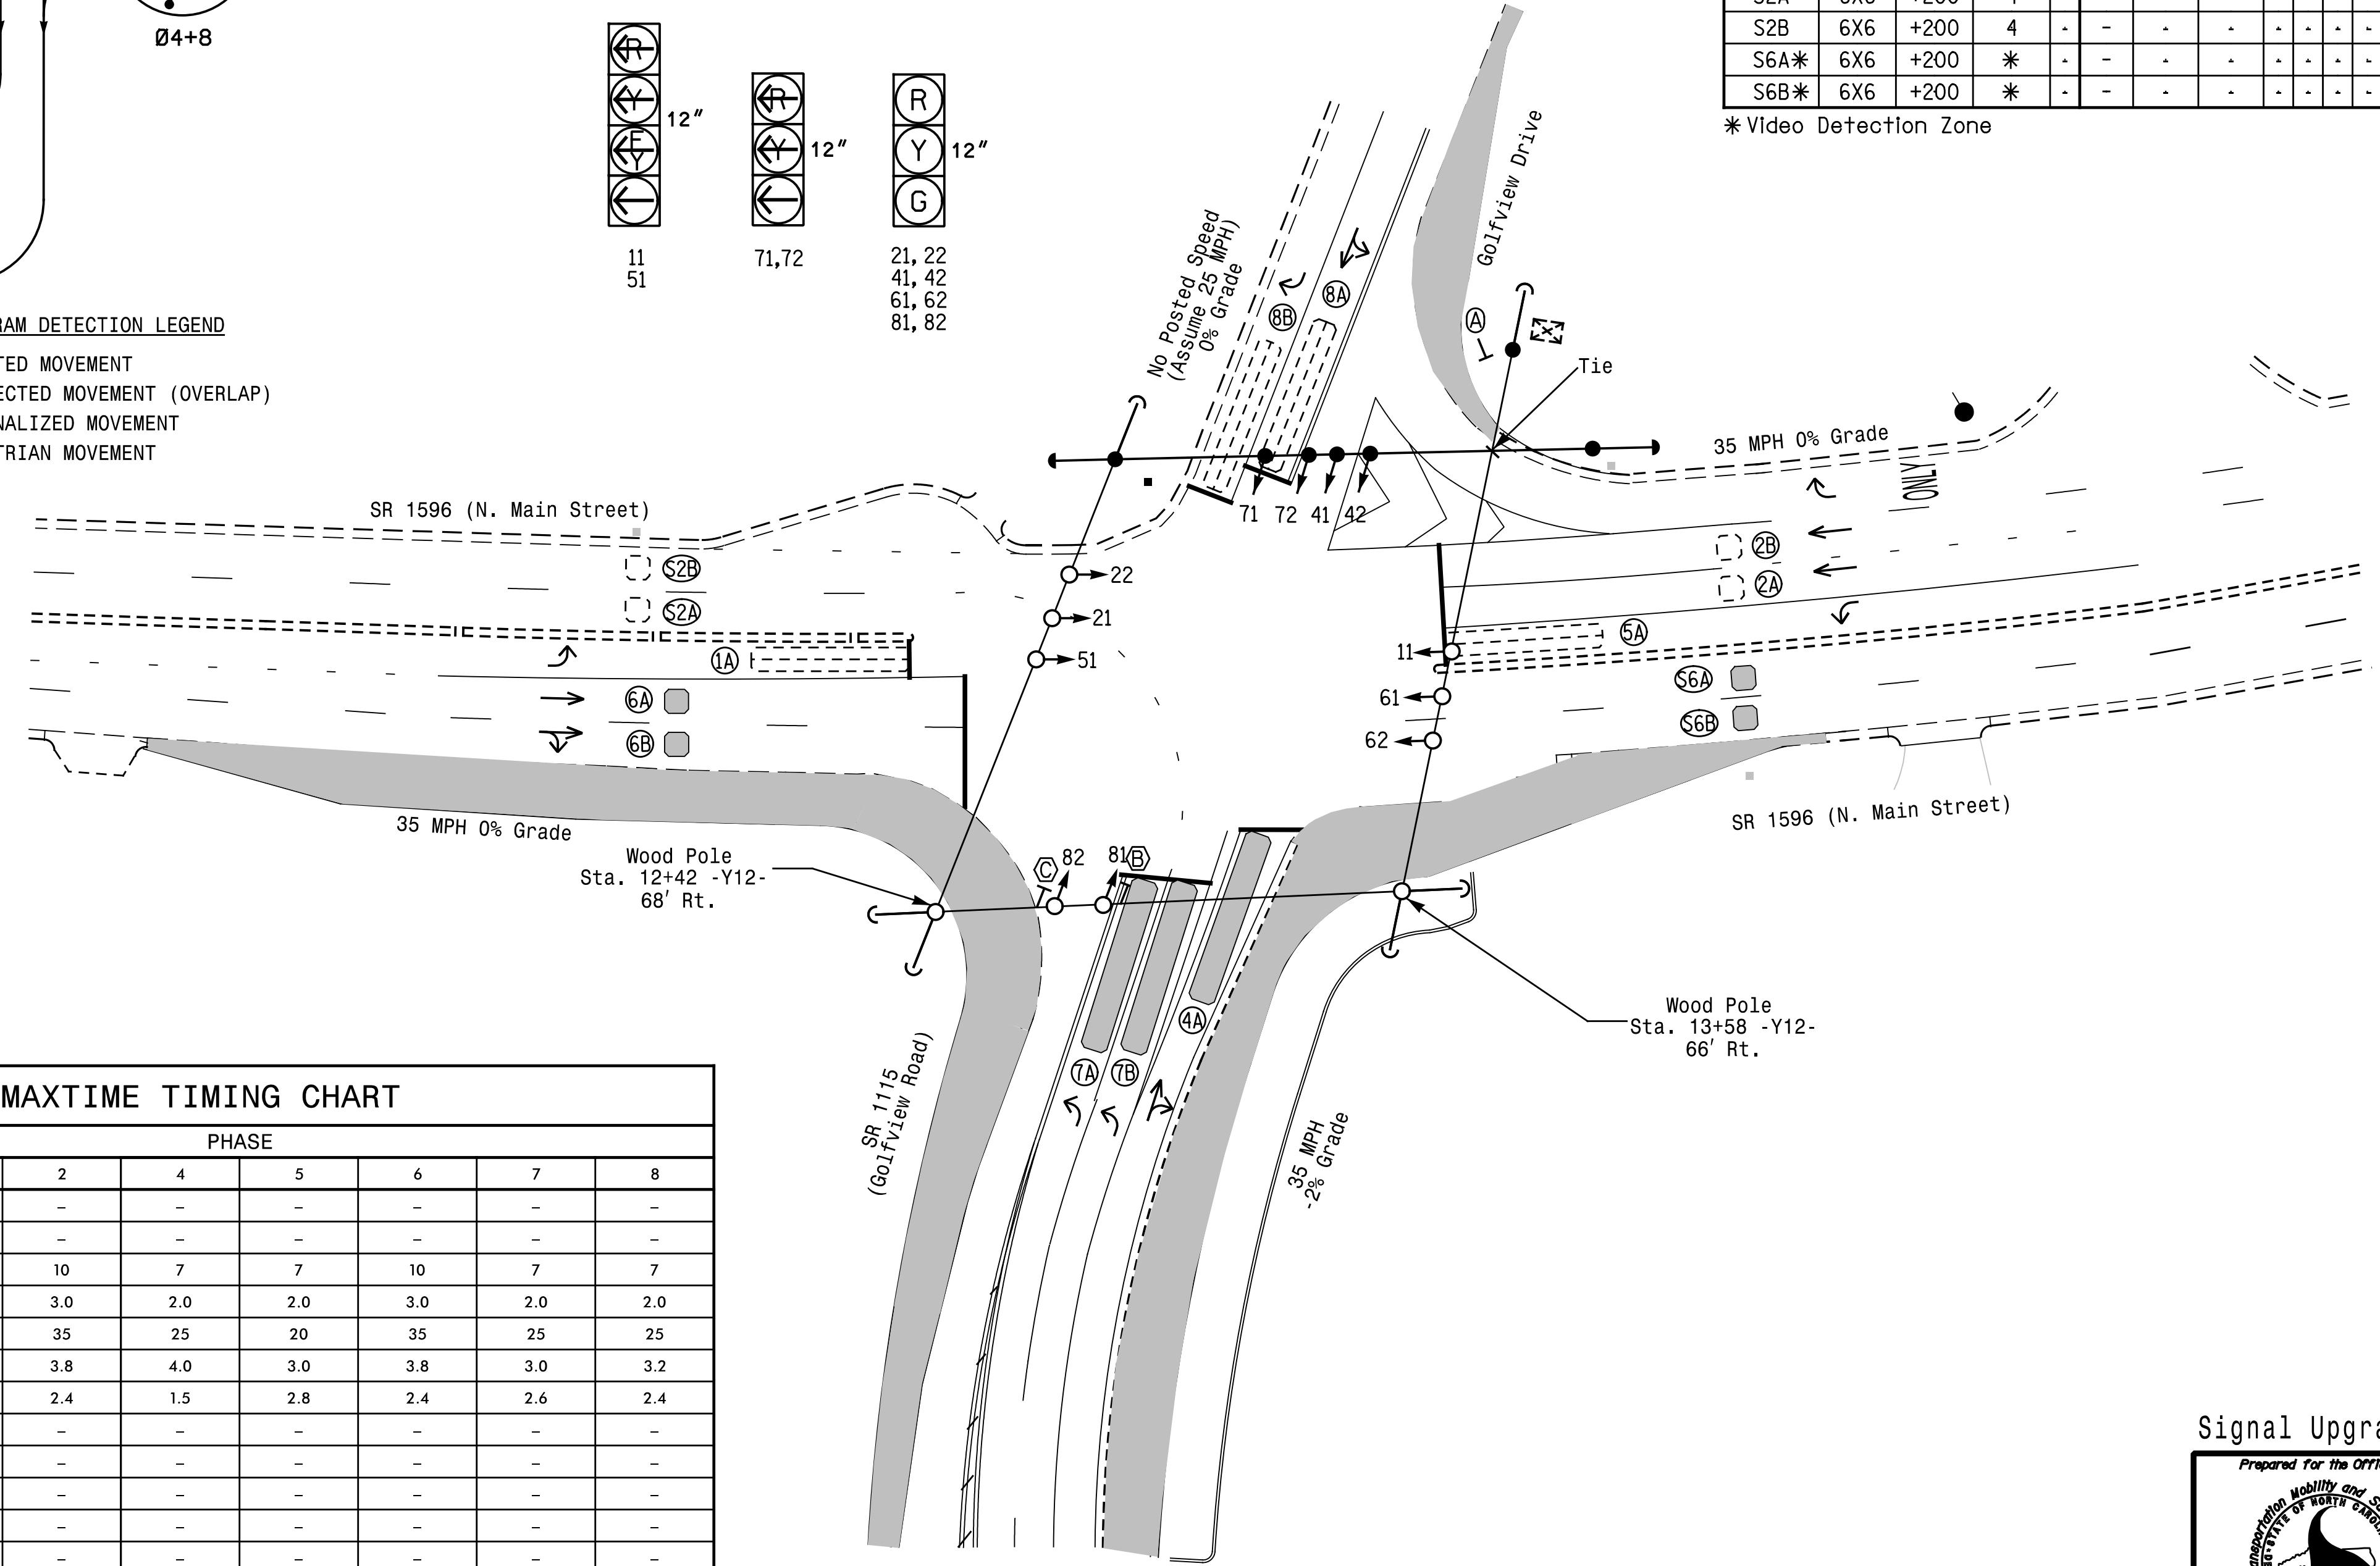 Ø4+8
R
Y
F
Y
12"
11
51
R
Y
12"
71,72
R
Y
G
12"
21, 22
41, 42
61, 62
81, 82
S2B 6X6 +200 4 - - - - - - - -
S6A* 6X6 +200 * - - - - - - - -
S6B* 6X6 +200 * - - - - - - - -
* Video Detection Zone
RAM DETECTION LEGEND
TED MOVEMENT
ECTED MOVEMENT (OVERLAP)
NALIZED MOVEMENT
TRIAN MOVEMENT
No Posted Speed
(Assume 25 MPH)
0% Grade
8B
8A
Golfview Drive
A
Tie
35 MPH 0% Grade
SR 1596 (N. Main Street)
71 72 41 42
S2B
22
2B
S2A
21
2A
1A
51
11
5A
6A
61
S6A
6B
62
S6B
35 MPH 0% Grade
SR 1596 (N. Main Street)
Wood Pole
Sta. 12+42 -Y12-
68' Rt.
C
82
81
B
4A
7A
7B
Wood Pole
Sta. 13+58 -Y12-
66' Rt.
SR 1115
(Golfview Road)
35 MPH
-2% Grade
MAXTIME TIMING CHART
PHASE
2 4 5 6 7 8
– – – – – –
– – – – – –
10 7 7 10 7 7
3.0 2.0 2.0 3.0 2.0 2.0
35 25 20 35 25 25
3.8 4.0 3.0 3.8 3.0 3.2
2.4 1.5 2.8 2.4 2.6 2.4
– – – – – –
– – – – – –
– – – – – –
– – – – – –
– – – – – –
Signal Upgra
Prepared for the Offi
nsportation Mobility and S
STATE OF NORTH CAROL